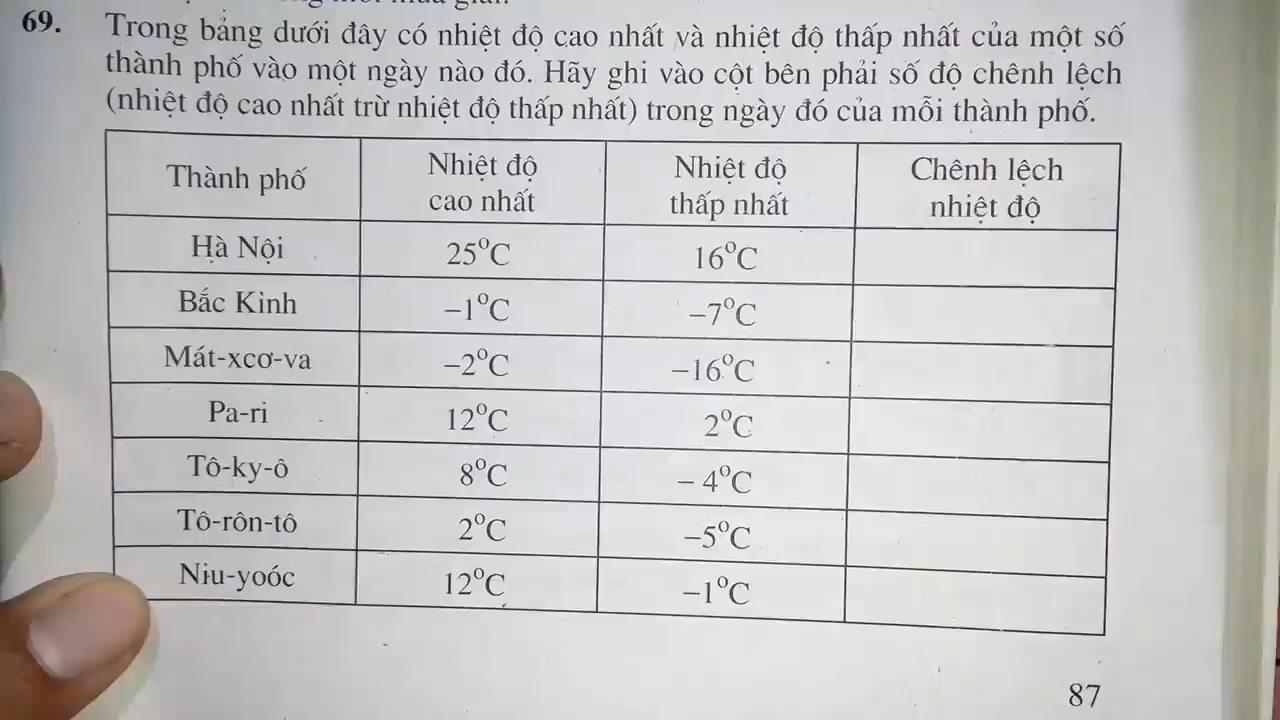 69. Trong bảng dưới đây có nhiệt độ cao nhất và nhiệt độ thấp nhất của một số
thành phố vào một ngày nào đó. Hãy ghi vào cột bên phải số độ chênh lệch
(nhiệt độ cao nhất trừ nhiệt độ thấp nhất) trong ngày đó của mỗi thành phố.
Thành phố Nhiệt độ cao nhất Nhiệt độ thấp nhất Chênh lệch nhiệt độ
Hà Nội 25°C 16°C
Bắc Kinh –1°C –7°C
Mát-xcơ-va –2°C –16°C
Pa-ri 12°C 2°C
Tô-ky-ô 8°C – 4°C
Tô-rôn-tô 2°C –5°C
Niu-yoóc 12°C –1°C
87